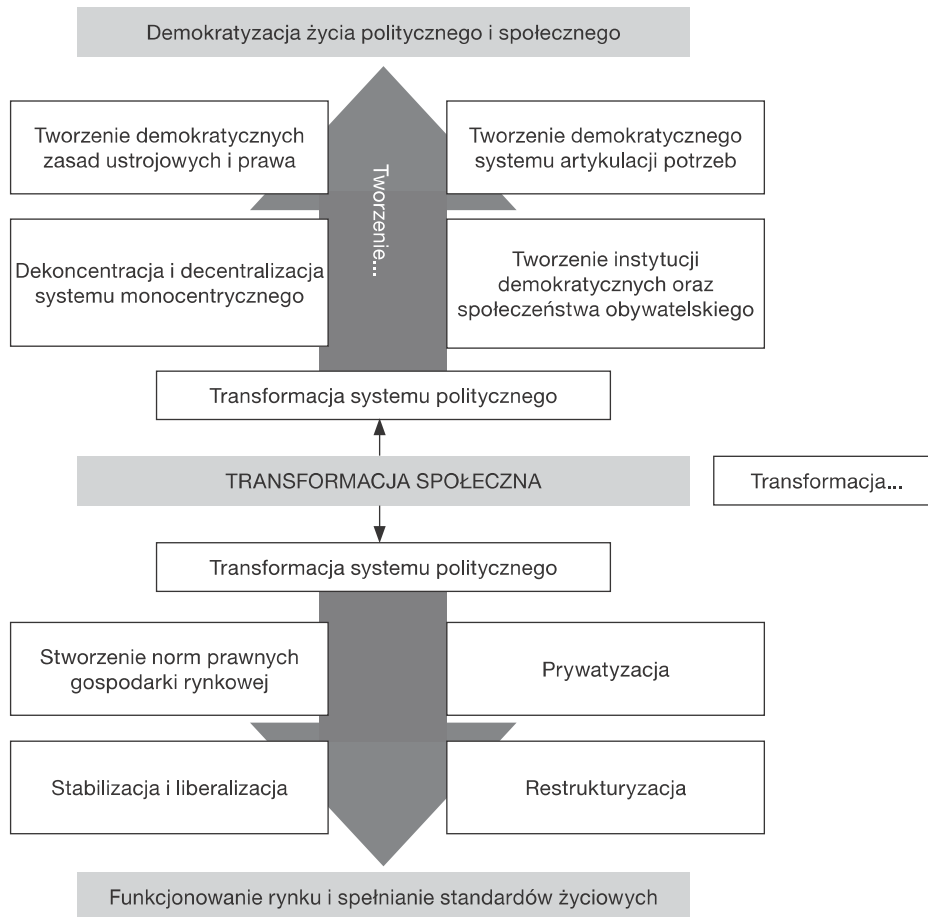 Demokratyzacja życia politycznego i społecznego
Tworzenie demokratycznych
zasad ustrojowych i prawa
Tworzenie demokratycznego
systemu artykulacji potrzeb
Tworzenie...
Dekoncentracja i decentralizacja
systemu monocentrycznego
Tworzenie instytucji
demokratycznych oraz
społeczeństwa obywatelskiego
Transformacja systemu politycznego
TRANSFORMACJA SPOŁECZNA
Transformacja...
Transformacja systemu politycznego
Stworzenie norm prawnych
gospodarki rynkowej
Prywatyzacja
Stabilizacja i liberalizacja
Restrukturyzacja
Funkcjonowanie rynku i spełnianie standardów życiowych